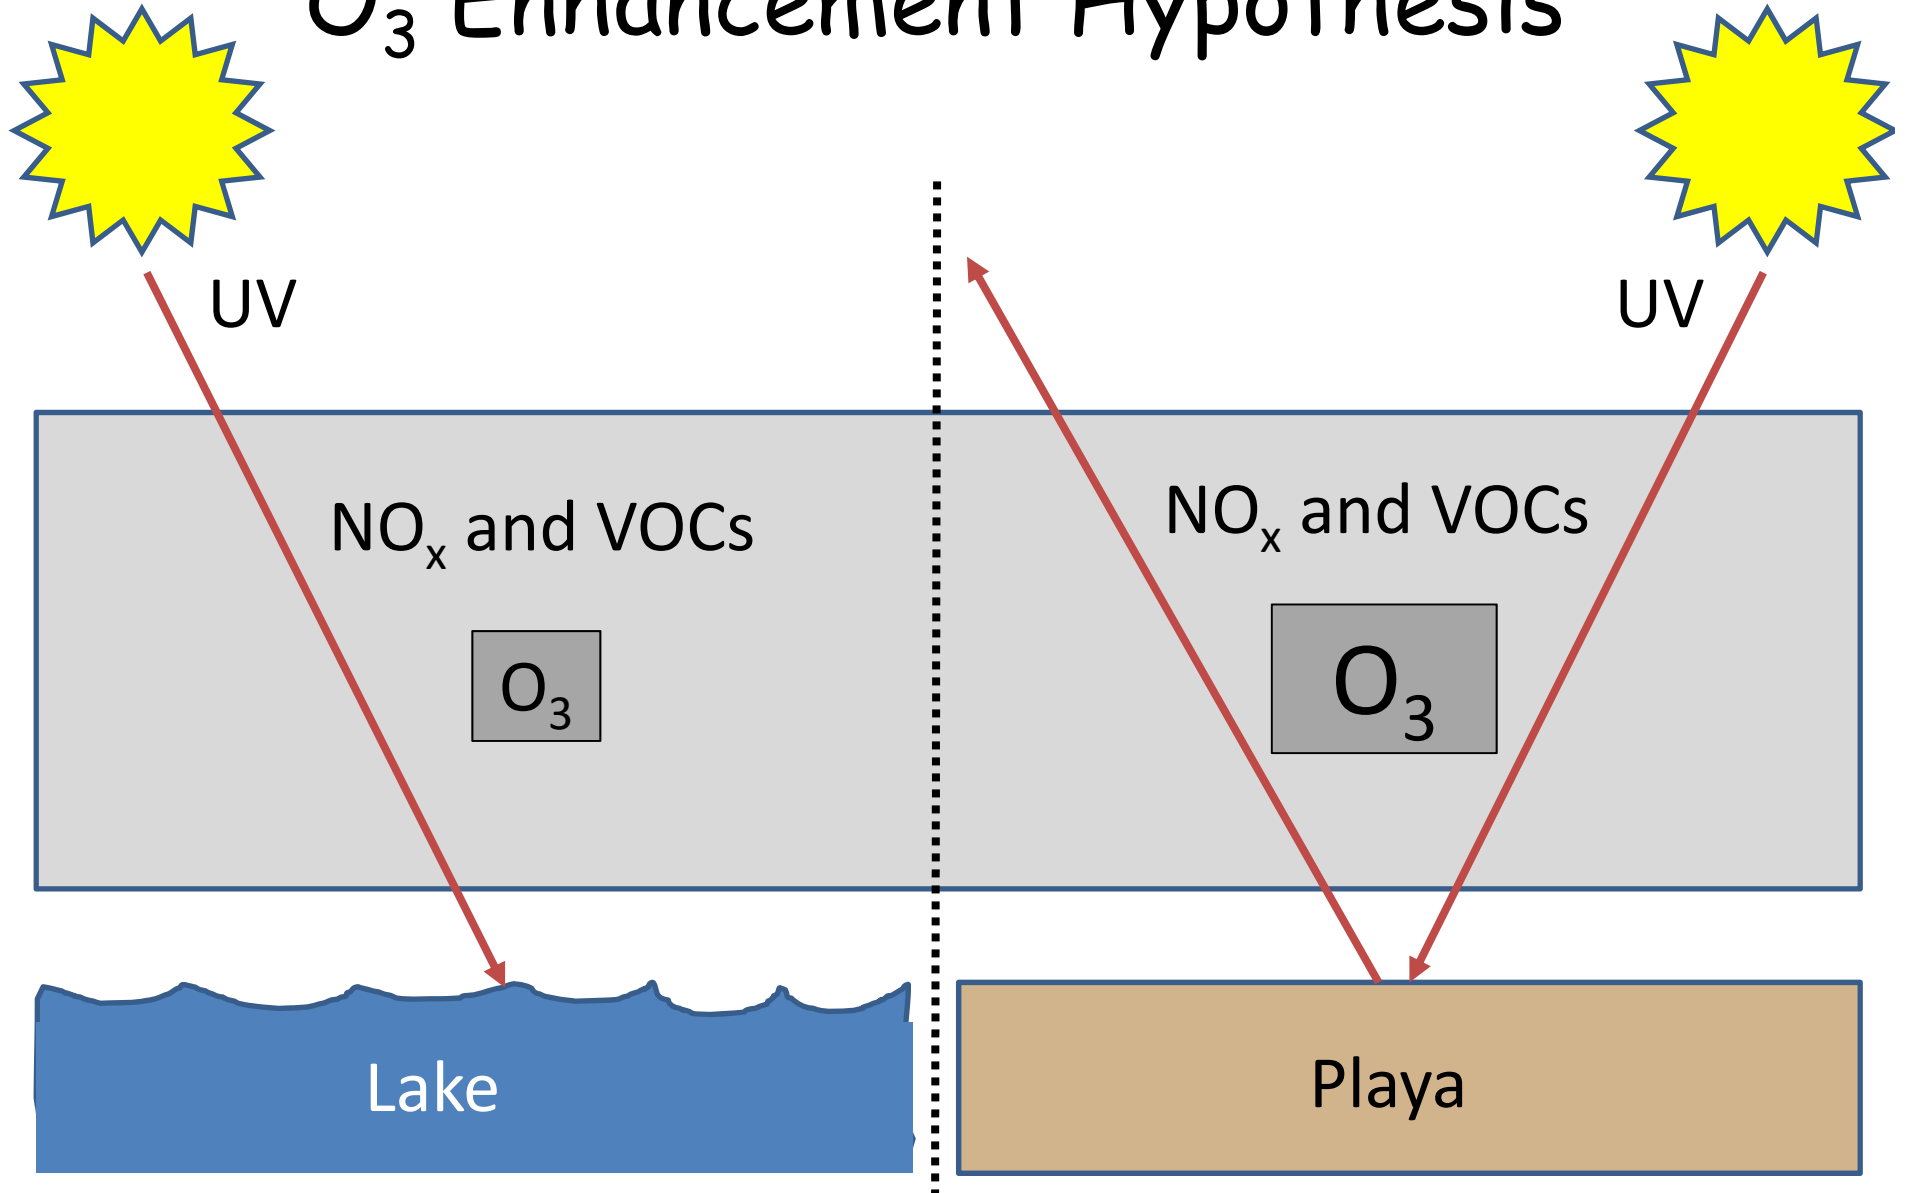 O₃ Enhancement Hypothesis
UV
UV
NOₓ and VOCs
NOₓ and VOCs
O₃
O₃
Lake
Playa